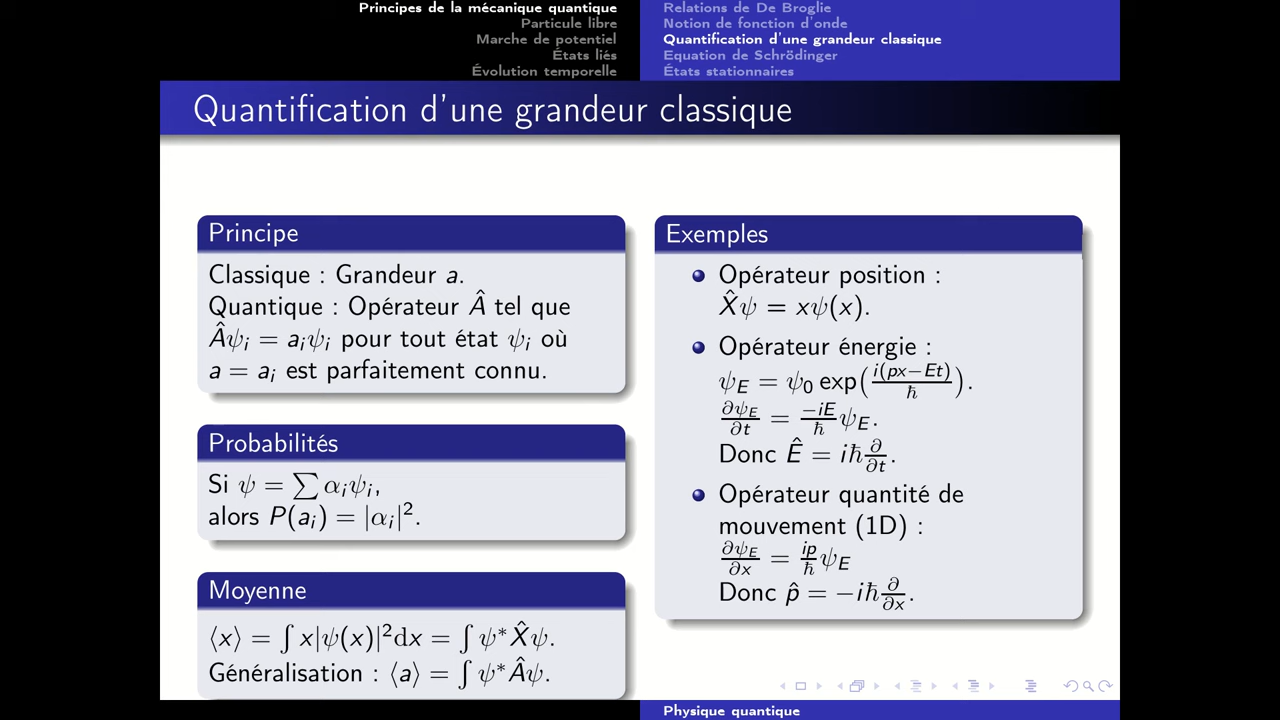 Principes de la mécanique quantique
Particule libre
Marche de potentiel
États liés
Évolution temporelle
Relations de De Broglie
Notion de fonction d'onde
Quantification d'une grandeur classique
Equation de Schrödinger
États stationnaires
Quantification d'une grandeur classique
Principe
Classique : Grandeur a.
Quantique : Opérateur Â tel que
Âψᵢ = aᵢψᵢ pour tout état ψᵢ où
a = aᵢ est parfaitement connu.
Probabilités
Si ψ = ∑ αᵢψᵢ,
alors P(aᵢ) = |αᵢ|².
Moyenne
⟨x⟩ = ∫ x|ψ(x)|²dx = ∫ ψ*X̂ψ.
Généralisation : ⟨a⟩ = ∫ ψ*Âψ.
Exemples
Opérateur position :
X̂ψ = xψ(x).
Opérateur énergie :
ψ_E = ψ₀ exp(i(px−Et)/ℏ).
∂ψ_E/∂t = −iE/ℏ ψ_E.
Donc Ê = iℏ ∂/∂t.
Opérateur quantité de
mouvement (1D) :
∂ψ_E/∂x = ip/ℏ ψ_E
Donc p̂ = −iℏ ∂/∂x.
Physique quantique